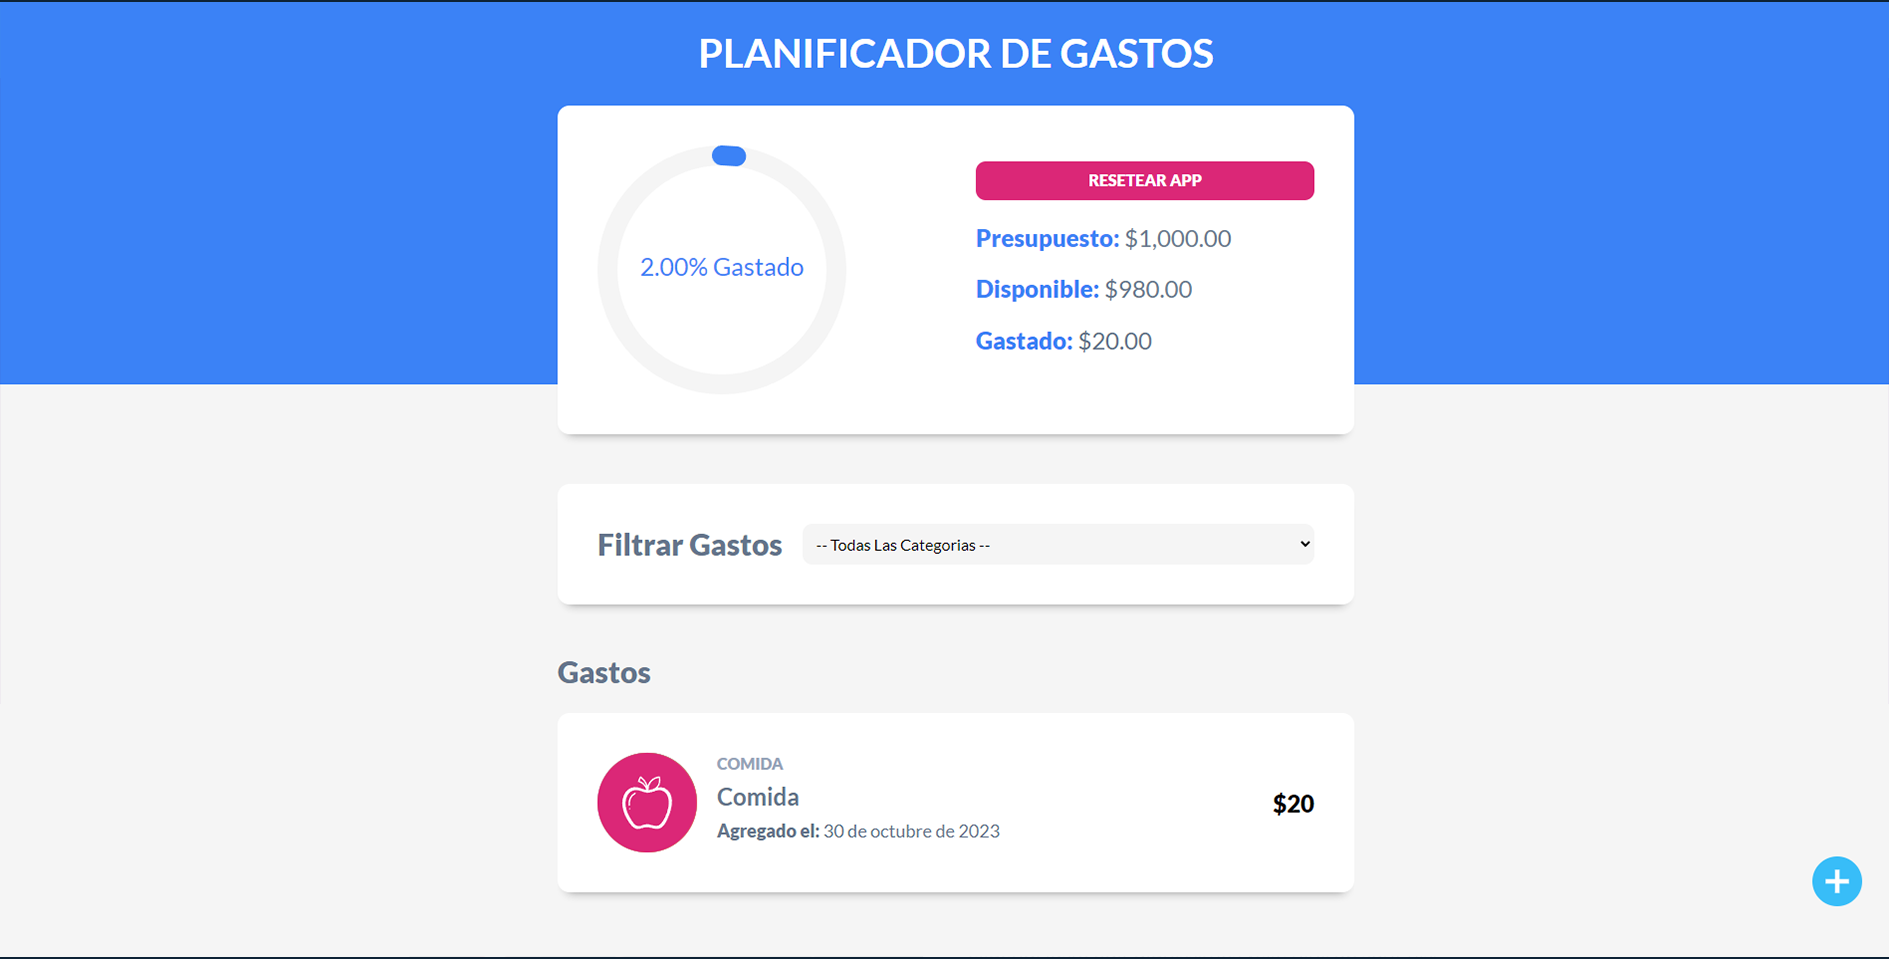 PLANIFICADOR DE GASTOS
2.00% Gastado
RESETEAR APP
Presupuesto: $1,000.00
Disponible: $980.00
Gastado: $20.00
Filtrar Gastos
-- Todas Las Categorias --
Gastos
COMIDA
Comida
Agregado el: 30 de octubre de 2023
$20